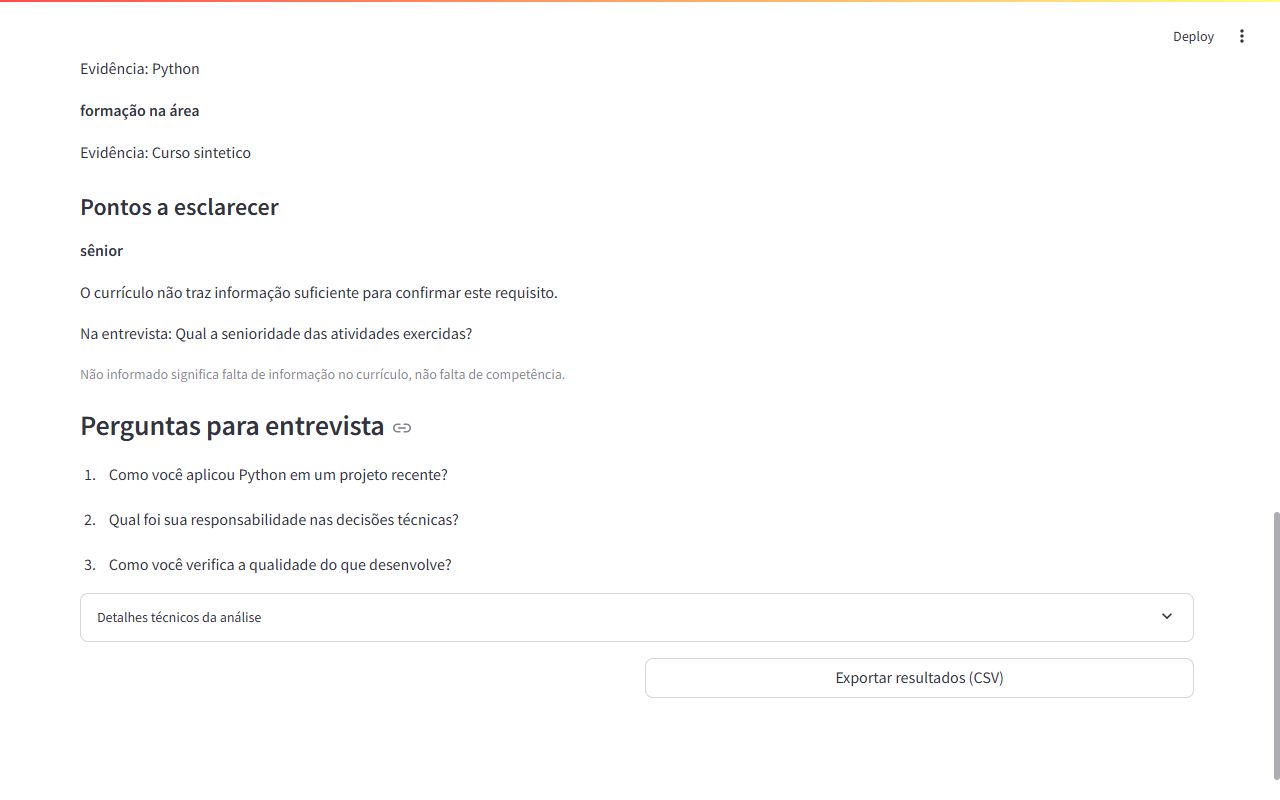 Deploy
Evidência: Python
formação na área
Evidência: Curso sintetico
Pontos a esclarecer
sênior
O currículo não traz informação suficiente para confirmar este requisito.
Na entrevista: Qual a senioridade das atividades exercidas?
Não informado significa falta de informação no currículo, não falta de competência.
Perguntas para entrevista
1. Como você aplicou Python em um projeto recente?
2. Qual foi sua responsabilidade nas decisões técnicas?
3. Como você verifica a qualidade do que desenvolve?
Detalhes técnicos da análise
Exportar resultados (CSV)